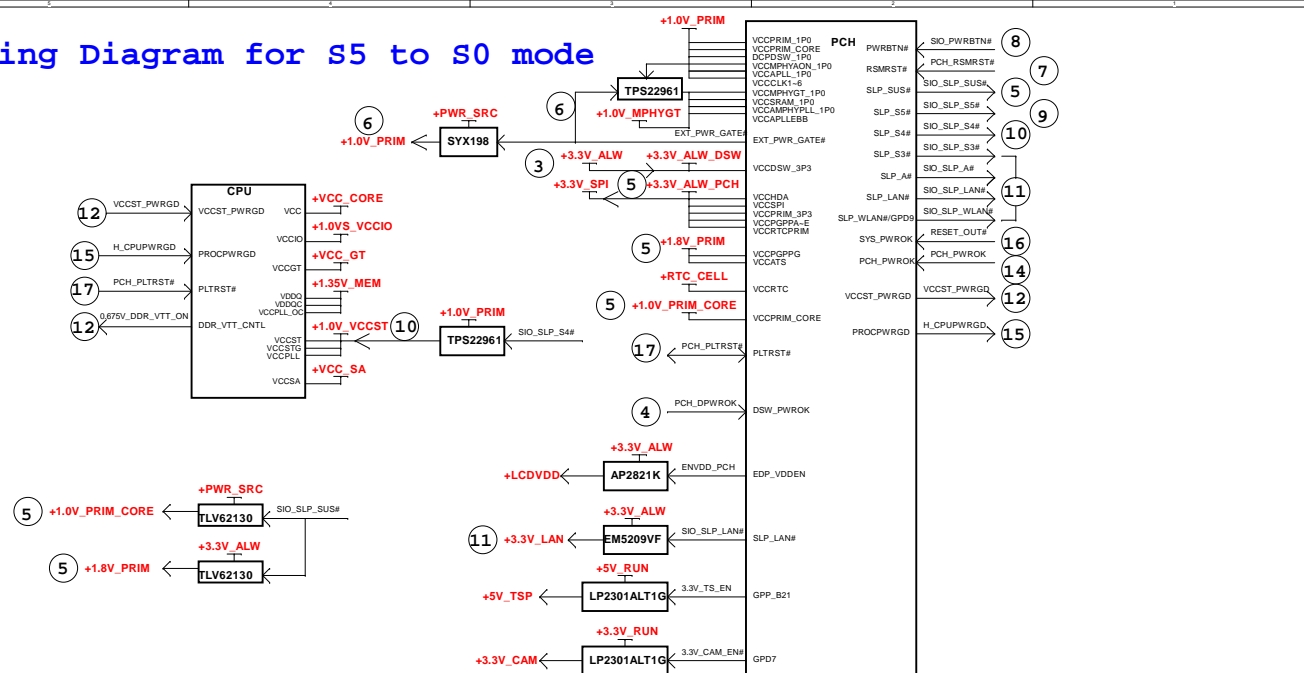 5
4
3
2
1
ing Diagram for S5 to S0 mode
+1.0V_PRIM
PCH
VCCPRIM_1P0
VCCPRIM_CORE
DCPDSW_1P0
VCCMPHYAON_1P0
VCCAPLL_1P0
VCCCLK1~6
VCCMPHYGT_1P0
VCCSRAM_1P0
VCCAMPHYPLL_1P0
VCCAPLLEBB
TPS22961
+1.0V_MPHYGT
6
6
+PWR_SRC
+1.0V_PRIM
SYX198
EXT_PWR_GATE#
EXT_PWR_GATE#
3
+3.3V_ALW
+3.3V_ALW_DSW
VCCDSW_3P3
+3.3V_SPI
5
+3.3V_ALW_PCH
VCCHDA
VCCSPI
VCCPRIM_3P3
VCCPGPPA~E
VCCRTCPRIM
5
+1.8V_PRIM
VCCPGPPG
VCCATS
+RTC_CELL
VCCRTC
5
+1.0V_PRIM_CORE
VCCPRIM_CORE
17
PCH_PLTRST#
PLTRST#
4
PCH_DPWROK
DSW_PWROK
PWRBTN#
SIO_PWRBTN#
8
RSMRST#
PCH_RSMRST#
7
SLP_SUS#
SIO_SLP_SUS#
5
SLP_S5#
SIO_SLP_S5#
9
SLP_S4#
SIO_SLP_S4#
10
SLP_S3#
SIO_SLP_S3#
SLP_A#
SIO_SLP_A#
11
SLP_LAN#
SIO_SLP_LAN#
SLP_WLAN#/GPD9
SIO_SLP_WLAN#
SYS_PWROK
RESET_OUT#
16
PCH_PWROK
PCH_PWROK
14
VCCST_PWRGD
VCCST_PWRGD
12
PROCPWRGD
H_CPUPWRGD
15
CPU
12
VCCST_PWRGD
VCCST_PWRGD
VCC
+VCC_CORE
VCCIO
+1.0VS_VCCIO
15
H_CPUPWRGD
PROCPWRGD
VCCGT
+VCC_GT
17
PCH_PLTRST#
PLTRST#
VDDQ
VDDQC
VCCPLL_OC
+1.35V_MEM
12
0.675V_DDR_VTT_ON
DDR_VTT_CNTL
VCCST
VCCSTG
VCCPLL
+1.0V_VCCST
10
+1.0V_PRIM
TPS22961
SIO_SLP_S4#
VCCSA
+VCC_SA
+3.3V_ALW
+LCDVDD
AP2821K
ENVDD_PCH
EDP_VDDEN
+3.3V_ALW
11
+3.3V_LAN
EM5209VF
SIO_SLP_LAN#
SLP_LAN#
+5V_RUN
+5V_TSP
LP2301ALT1G
3.3V_TS_EN
GPP_B21
+3.3V_RUN
+3.3V_CAM
LP2301ALT1G
3.3V_CAM_EN#
GPD7
+PWR_SRC
5
+1.0V_PRIM_CORE
TLV62130
SIO_SLP_SUS#
+3.3V_ALW
5
+1.8V_PRIM
TLV62130